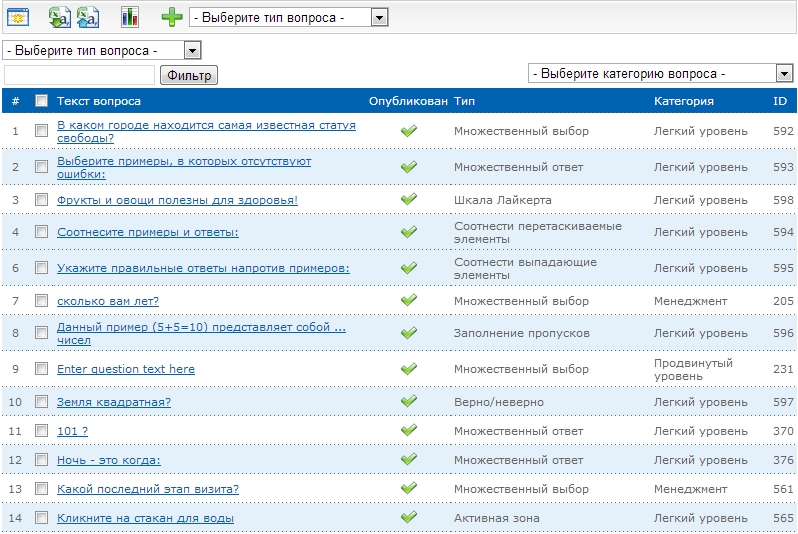 - Выберите тип вопроса -
- Выберите тип вопроса -
Фильтр - Выберите категорию вопроса -
# Текст вопроса Опубликован Тип Категория ID
1 В каком городе находится самая известная статуя свободы? Множественный выбор Легкий уровень 592
2 Выберите примеры, в которых отсутствуют ошибки: Множественный ответ Легкий уровень 593
3 Фрукты и овощи полезны для здоровья! Шкала Лайкерта Легкий уровень 598
4 Соотнесите примеры и ответы: Соотнести перетаскиваемые элементы Легкий уровень 594
6 Укажите правильные ответы напротив примеров: Соотнести выпадающие элементы Легкий уровень 595
7 сколько вам лет? Множественный выбор Менеджмент 205
8 Данный пример (5+5=10) представляет собой ... чисел Заполнение пропусков Легкий уровень 596
9 Enter question text here Множественный выбор Продвинутый уровень 231
10 Земля квадратная? Верно/неверно Легкий уровень 597
11 101 ? Множественный ответ Легкий уровень 370
12 Ночь - это когда: Множественный ответ Легкий уровень 376
13 Какой последний этап визита? Множественный выбор Менеджмент 561
14 Кликните на стакан для воды Активная зона Легкий уровень 565